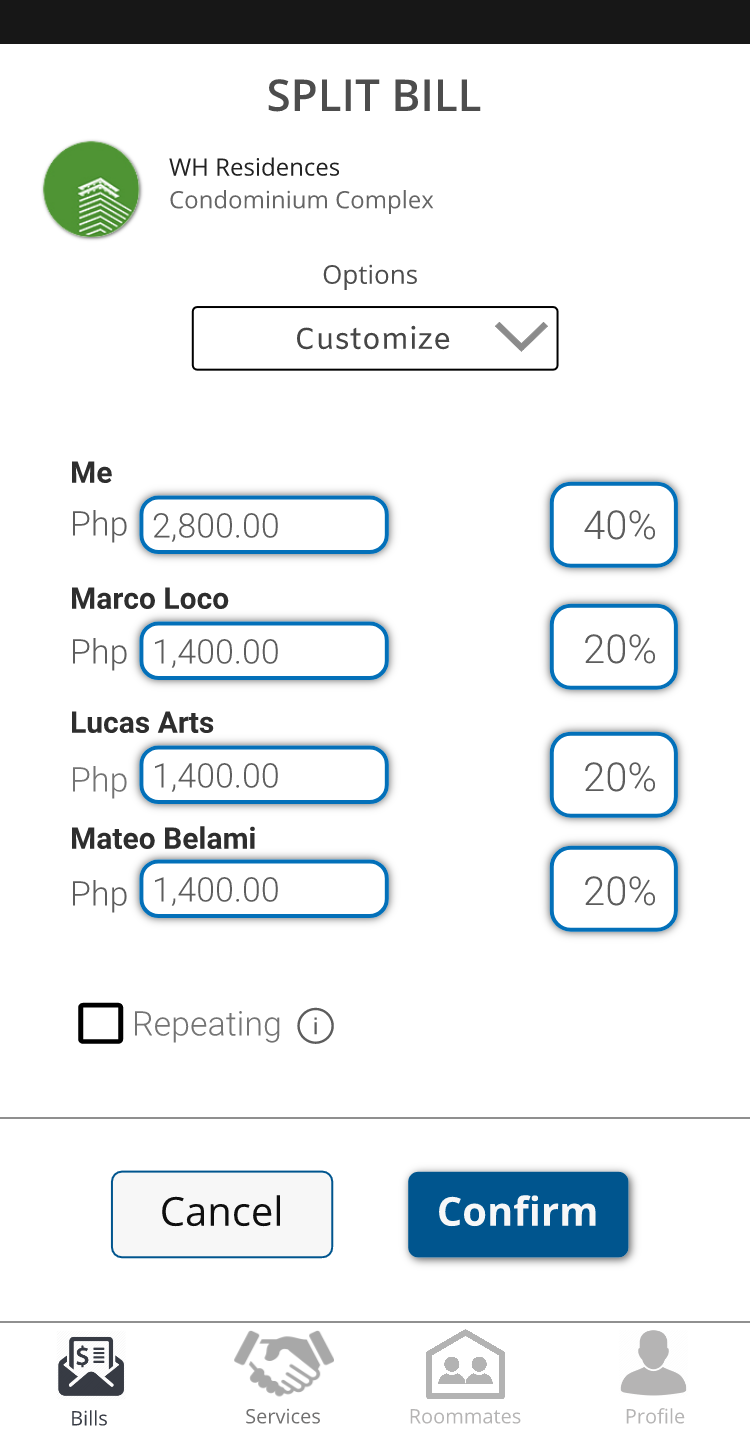 SPLIT BILL
WH Residences
Condominium Complex
Options
Customize
Me
Php 2,800.00 40%
Marco Loco
Php 1,400.00 20%
Lucas Arts
Php 1,400.00 20%
Mateo Belami
Php 1,400.00 20%
Repeating i
Cancel Confirm
$
Bills Services Roommates Profile